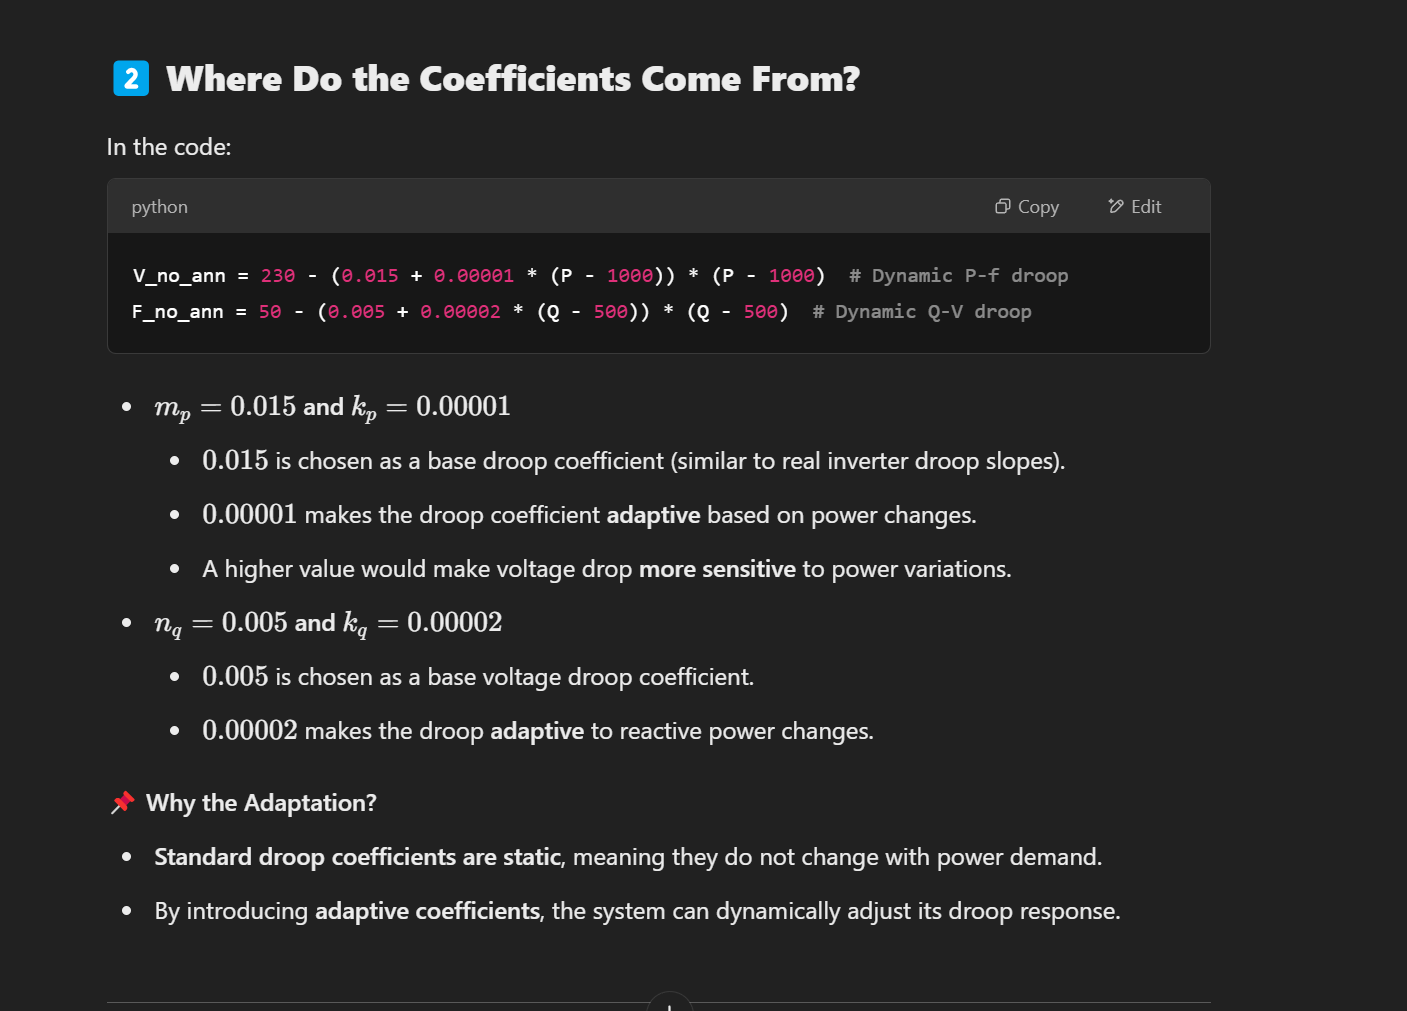 2 Where Do the Coefficients Come From?
In the code:
python
Copy
Edit
V_no_ann = 230 - (0.015 + 0.00001 * (P - 1000)) * (P - 1000)  # Dynamic P-f droop
F_no_ann = 50 - (0.005 + 0.00002 * (Q - 500)) * (Q - 500)  # Dynamic Q-V droop
• m_p = 0.015 and k_p = 0.00001
• 0.015 is chosen as a base droop coefficient (similar to real inverter droop slopes).
• 0.00001 makes the droop coefficient adaptive based on power changes.
• A higher value would make voltage drop more sensitive to power variations.
• n_q = 0.005 and k_q = 0.00002
• 0.005 is chosen as a base voltage droop coefficient.
• 0.00002 makes the droop adaptive to reactive power changes.
📌 Why the Adaptation?
• Standard droop coefficients are static, meaning they do not change with power demand.
• By introducing adaptive coefficients, the system can dynamically adjust its droop response.